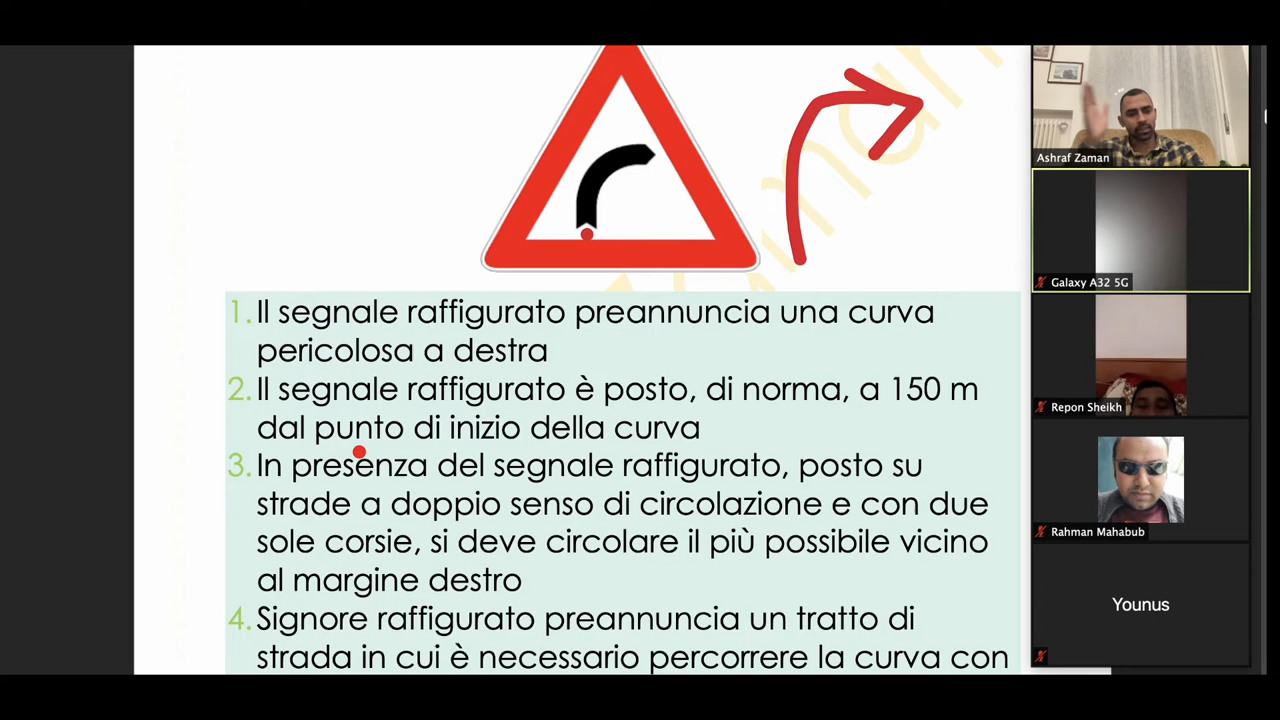 1. Il segnale raffigurato preannuncia una curva
pericolosa a destra
2. Il segnale raffigurato è posto, di norma, a 150 m
dal punto di inizio della curva
3. In presenza del segnale raffigurato, posto su
strade a doppio senso di circolazione e con due
sole corsie, si deve circolare il più possibile vicino
al margine destro
4. Signore raffigurato preannuncia un tratto di
strada in cui è necessario percorrere la curva con
Ashraf Zaman
Galaxy A32 5G
Repon Sheikh
Rahman Mahabub
Younus